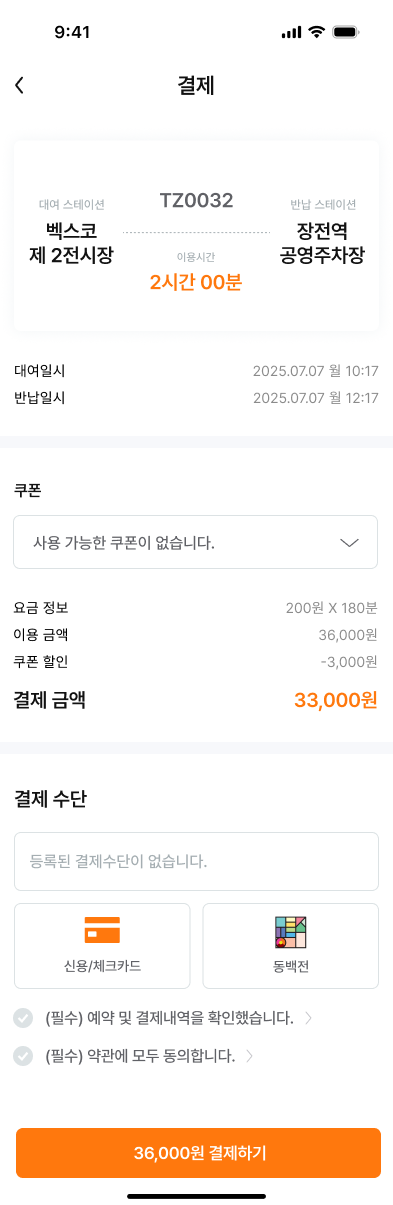 9:41
결제
대여 스테이션
벡스코
제 2전시장
TZ0032
이용시간
2시간 00분
반납 스테이션
장전역
공영주차장
대여일시 2025.07.07 월 10:17
반납일시 2025.07.07 월 12:17
쿠폰
사용 가능한 쿠폰이 없습니다.
요금 정보 200원 X 180분
이용 금액 36,000원
쿠폰 할인 -3,000원
결제 금액 33,000원
결제 수단
등록된 결제수단이 없습니다.
신용/체크카드
동백전
(필수) 예약 및 결제내역을 확인했습니다.
(필수) 약관에 모두 동의합니다.
36,000원 결제하기